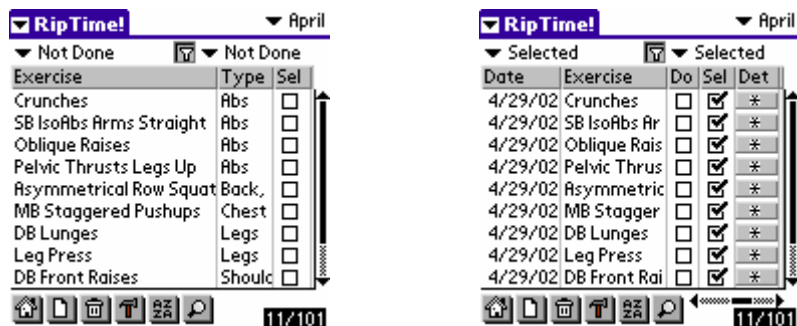 RipTime! April
Not Done Not Done
Exercise Type Sel
Crunches Abs
SB IsoAbs Arms Straight Abs
Oblique Raises Abs
Pelvic Thrusts Legs Up Abs
Asymmetrical Row Squat Back,
MB Staggered Pushups Chest
DB Lunges Legs
Leg Press Legs
DB Front Raises Should
11/101
RipTime! April
Selected Selected
Date Exercise Do Sel Det
4/29/02 Crunches *
4/29/02 SB IsoAbs Ar *
4/29/02 Oblique Rais *
4/29/02 Pelvic Thrus *
4/29/02 Asymmetric *
4/29/02 MB Stagger *
4/29/02 DB Lunges *
4/29/02 Leg Press *
4/29/02 DB Front Rai *
11/101